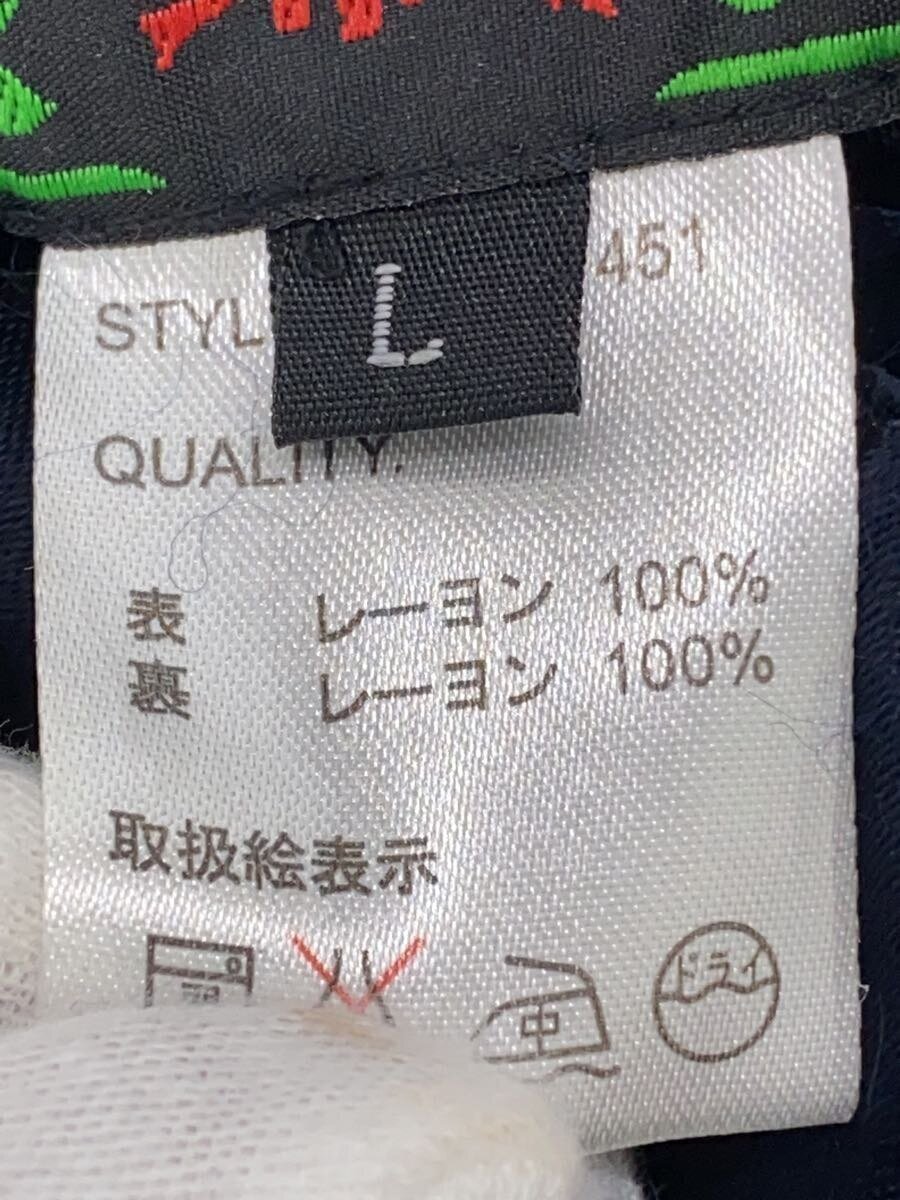 L
STYL 451
QUALITY.
表 レーヨン 100%
裏 レーヨン 100%
取扱絵表示
中 ドライ